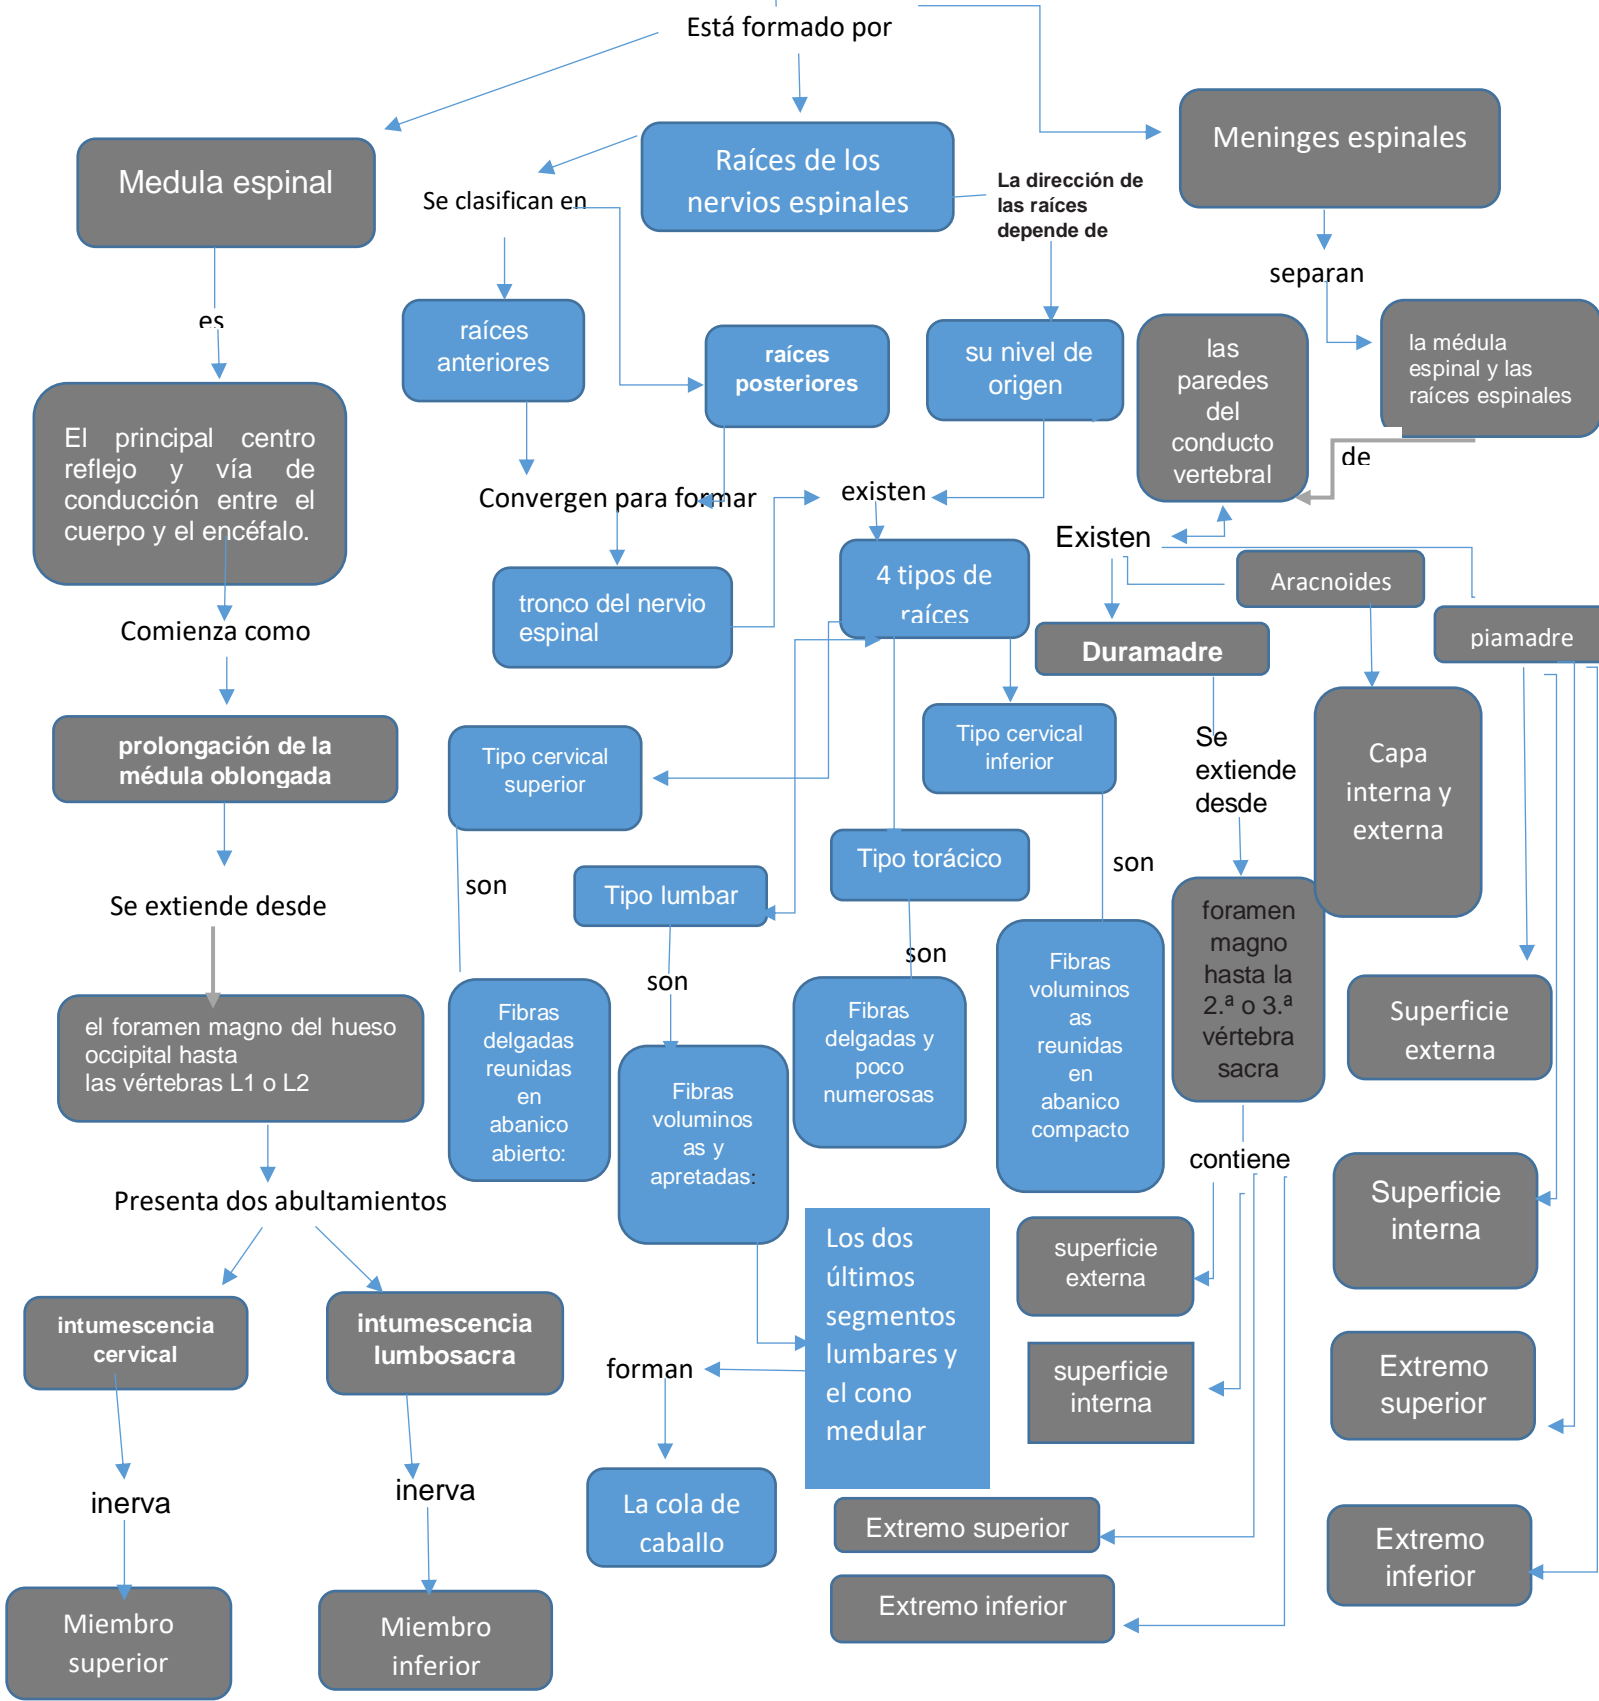 Está formado por
Medula espinal
es
El principal centro
reflejo y vía de
conducción entre el
cuerpo y el encéfalo.
Comienza como
prolongación de la
médula oblongada
Se extiende desde
el foramen magno del hueso
occipital hasta
las vértebras L1 o L2
Presenta dos abultamientos
intumescencia
cervical
intumescencia
lumbosacra
inerva
inerva
Miembro
superior
Miembro
inferior
Raíces de los
nervios espinales
Se clasifican en
raíces
anteriores
raíces
posteriores
Convergen para formar
tronco del nervio
espinal
La dirección de
las raíces
depende de
su nivel de
origen
existen
4 tipos de
raíces
Tipo cervical
superior
son
Fibras
delgadas
reunidas
en
abanico
abierto:
Tipo lumbar
son
Fibras
voluminos
as y
apretadas:
Tipo torácico
son
Fibras
delgadas y
poco
numerosas
Tipo cervical
inferior
son
Fibras
voluminos
as
reunidas
en
abanico
compacto
Los dos
últimos
segmentos
lumbares y
el cono
medular
forman
La cola de
caballo
Meninges espinales
separan
las
paredes
del
conducto
vertebral
la médula
espinal y las
raíces espinales
de
Existen
Duramadre
Se
extiende
desde
foramen
magno
hasta la
2.ª o 3.ª
vértebra
sacra
contiene
superficie
externa
superficie
interna
Extremo superior
Extremo inferior
Aracnoides
Capa
interna y
externa
piamadre
Superficie
externa
Superficie
interna
Extremo
superior
Extremo
inferior